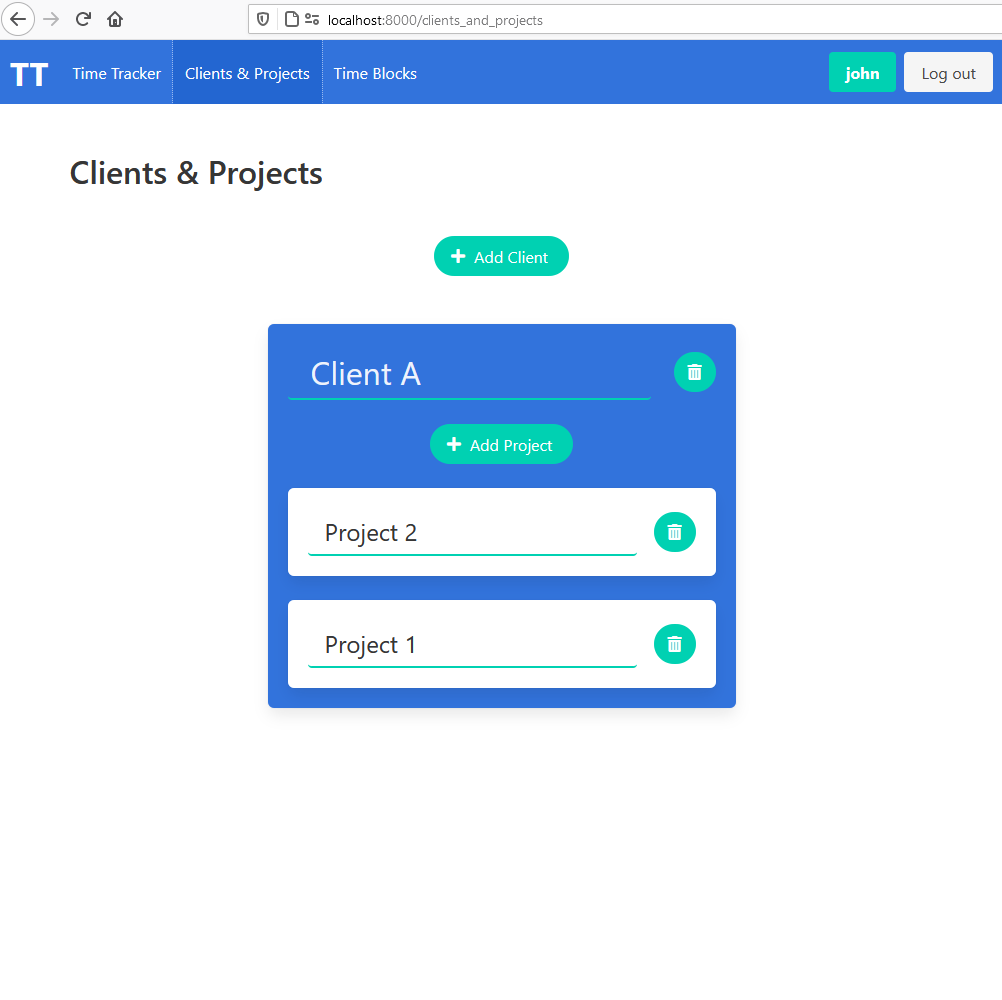 localhost:8000/clients_and_projects
TT Time Tracker Clients & Projects Time Blocks john Log out
Clients & Projects
Add Client
Client A
Add Project
Project 2
Project 1